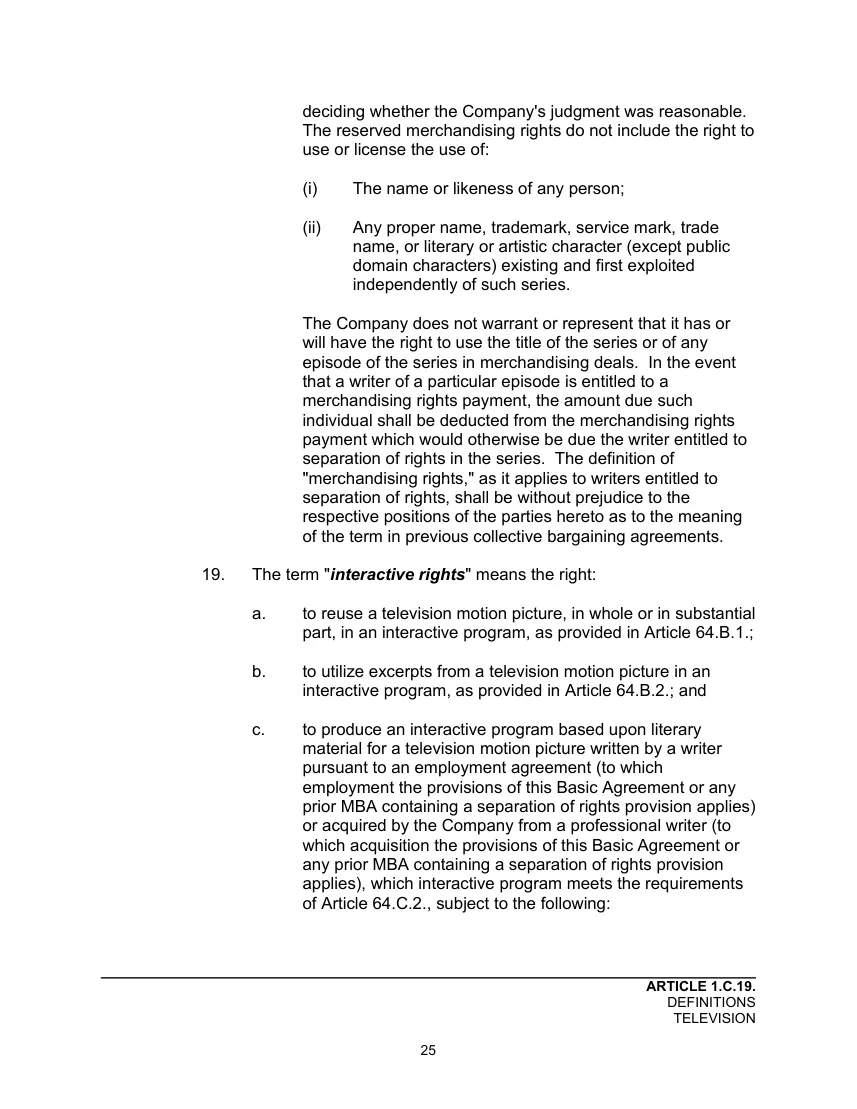 deciding whether the Company's judgment was reasonable.
The reserved merchandising rights do not include the right to
use or license the use of:
(i) The name or likeness of any person;
(ii) Any proper name, trademark, service mark, trade
name, or literary or artistic character (except public
domain characters) existing and first exploited
independently of such series.
The Company does not warrant or represent that it has or
will have the right to use the title of the series or of any
episode of the series in merchandising deals.  In the event
that a writer of a particular episode is entitled to a
merchandising rights payment, the amount due such
individual shall be deducted from the merchandising rights
payment which would otherwise be due the writer entitled to
separation of rights in the series.  The definition of
"merchandising rights," as it applies to writers entitled to
separation of rights, shall be without prejudice to the
respective positions of the parties hereto as to the meaning
of the term in previous collective bargaining agreements.
19. The term "interactive rights" means the right:
a. to reuse a television motion picture, in whole or in substantial
part, in an interactive program, as provided in Article 64.B.1.;
b. to utilize excerpts from a television motion picture in an
interactive program, as provided in Article 64.B.2.; and
c. to produce an interactive program based upon literary
material for a television motion picture written by a writer
pursuant to an employment agreement (to which
employment the provisions of this Basic Agreement or any
prior MBA containing a separation of rights provision applies)
or acquired by the Company from a professional writer (to
which acquisition the provisions of this Basic Agreement or
any prior MBA containing a separation of rights provision
applies), which interactive program meets the requirements
of Article 64.C.2., subject to the following:
ARTICLE 1.C.19.
DEFINITIONS
TELEVISION
25